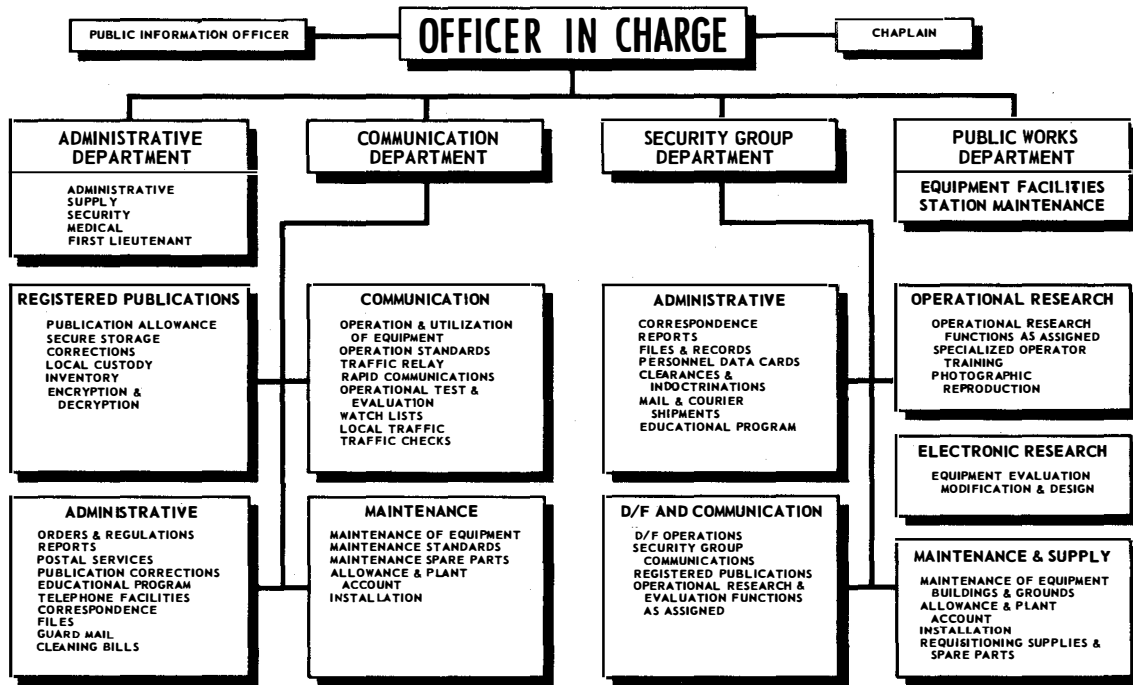 PUBLIC INFORMATION OFFICER
OFFICER IN CHARGE
CHAPLAIN
ADMINISTRATIVE
DEPARTMENT
ADMINISTRATIVE
SUPPLY
SECURITY
MEDICAL
FIRST LIEUTENANT
COMMUNICATION
DEPARTMENT
SECURITY GROUP
DEPARTMENT
PUBLIC WORKS
DEPARTMENT
EQUIPMENT FACILITIES
STATION MAINTENANCE
REGISTERED PUBLICATIONS
PUBLICATION ALLOWANCE
SECURE STORAGE
CORRECTIONS
LOCAL CUSTODY
INVENTORY
ENCRYPTION &
DECRYPTION
COMMUNICATION
OPERATION & UTILIZATION
OF EQUIPMENT
OPERATION STANDARDS
TRAFFIC RELAY
RAPID COMMUNICATIONS
OPERATIONAL TEST &
EVALUATION
WATCH LISTS
LOCAL TRAFFIC
TRAFFIC CHECKS
ADMINISTRATIVE
CORRESPONDENCE
REPORTS
FILES & RECORDS
PERSONNEL DATA CARDS
CLEARANCES &
INDOCTRINATIONS
MAIL & COURIER
SHIPMENTS
EDUCATIONAL PROGRAM
OPERATIONAL RESEARCH
OPERATIONAL RESEARCH
FUNCTIONS AS ASSIGNED
SPECIALIZED OPERATOR
TRAINING
PHOTOGRAPHIC
REPRODUCTION
ELECTRONIC RESEARCH
EQUIPMENT EVALUATION
MODIFICATION & DESIGN
ADMINISTRATIVE
ORDERS & REGULATIONS
REPORTS
POSTAL SERVICES
PUBLICATION CORRECTIONS
EDUCATIONAL PROGRAM
TELEPHONE FACILITIES
CORRESPONDENCE
FILES
GUARD MAIL
CLEANING BILLS
MAINTENANCE
MAINTENANCE OF EQUIPMENT
MAINTENANCE STANDARDS
MAINTENANCE SPARE PARTS
ALLOWANCE & PLANT
ACCOUNT
INSTALLATION
D/F AND COMMUNICATION
D/F OPERATIONS
SECURITY GROUP
COMMUNICATIONS
REGISTERED PUBLICATIONS
OPERATIONAL RESEARCH &
EVALUATION FUNCTIONS
AS ASSIGNED
MAINTENANCE & SUPPLY
MAINTENANCE OF EQUIPMENT
BUILDINGS & GROUNDS
ALLOWANCE & PLANT
ACCOUNT
INSTALLATION
REQUISITIONING SUPPLIES &
SPARE PARTS